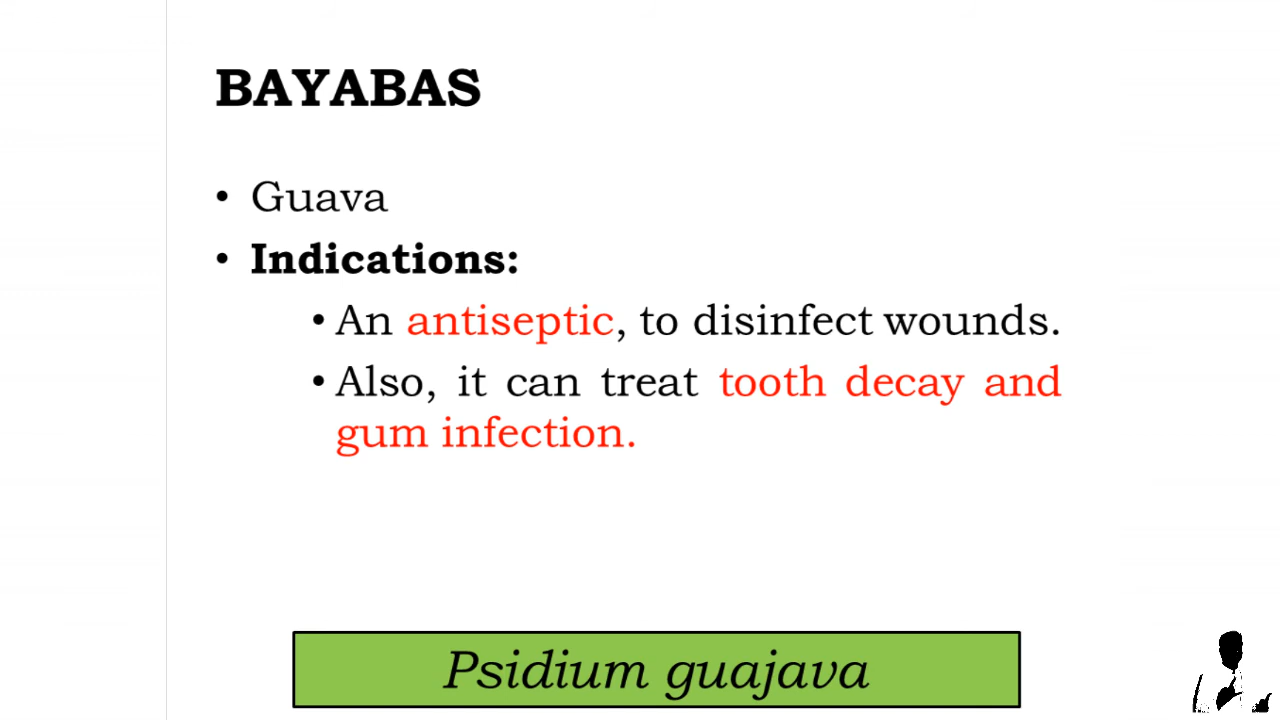 BAYABAS
• Guava
• Indications:
• An antiseptic, to disinfect wounds.
• Also, it can treat tooth decay and
gum infection.
Psidium guajava